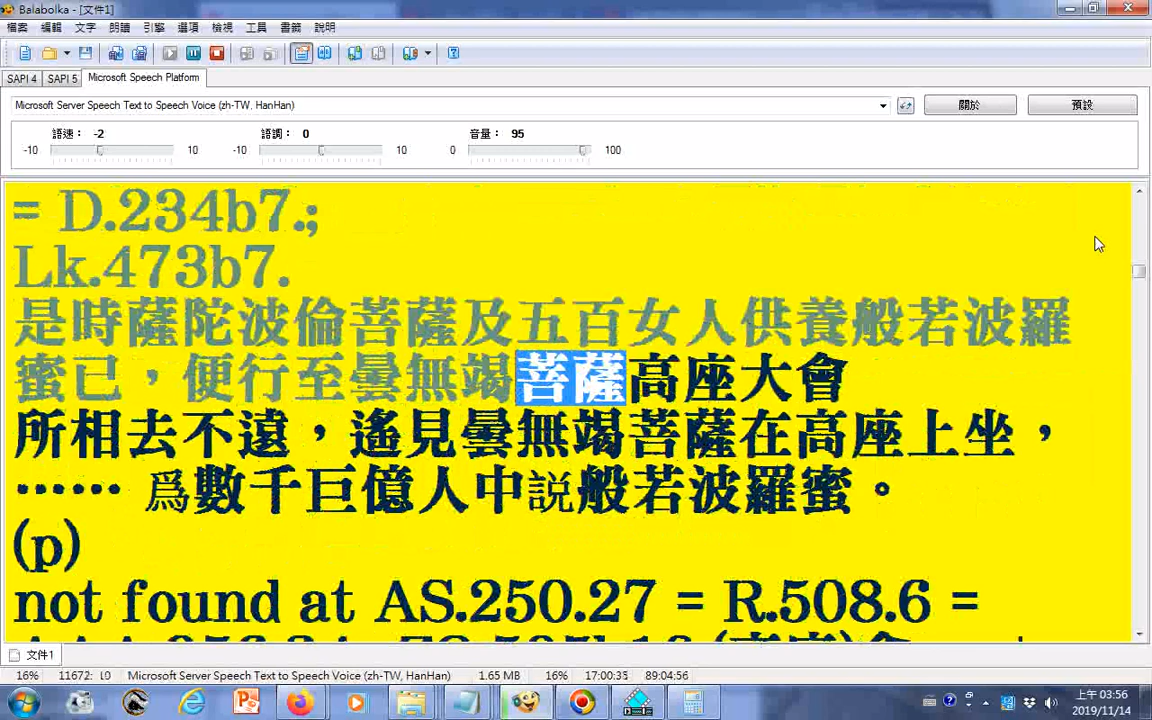 Balabolka - [文件1]
檔案 編輯 文字 朗讀 引擎 選項 檢視 工具 書籤 說明
SAPI 4 SAPI 5 Microsoft Speech Platform
Microsoft Server Speech Text to Speech Voice (zh-TW, HanHan) 關於 預設
語速： -2 語調： 0 音量： 95
-10 10 -10 10 0 100
= D.234b7.;
Lk.473b7.
是時薩陀波倫菩薩及五百女人供養般若波羅
蜜已，便行至曇無竭菩薩高座大會
所相去不遠，遙見曇無竭菩薩在高座上坐，
…… 爲數千巨億人中説般若波羅蜜。
(p)
not found at AS.250.27 = R.508.6 =
文件1
16% 11672: 10 Microsoft Server Speech Text to Speech Voice (zh-TW, HanHan) 1.65 MB 16% 17:00:35 89:04:56
上午 03:56
2019/11/14